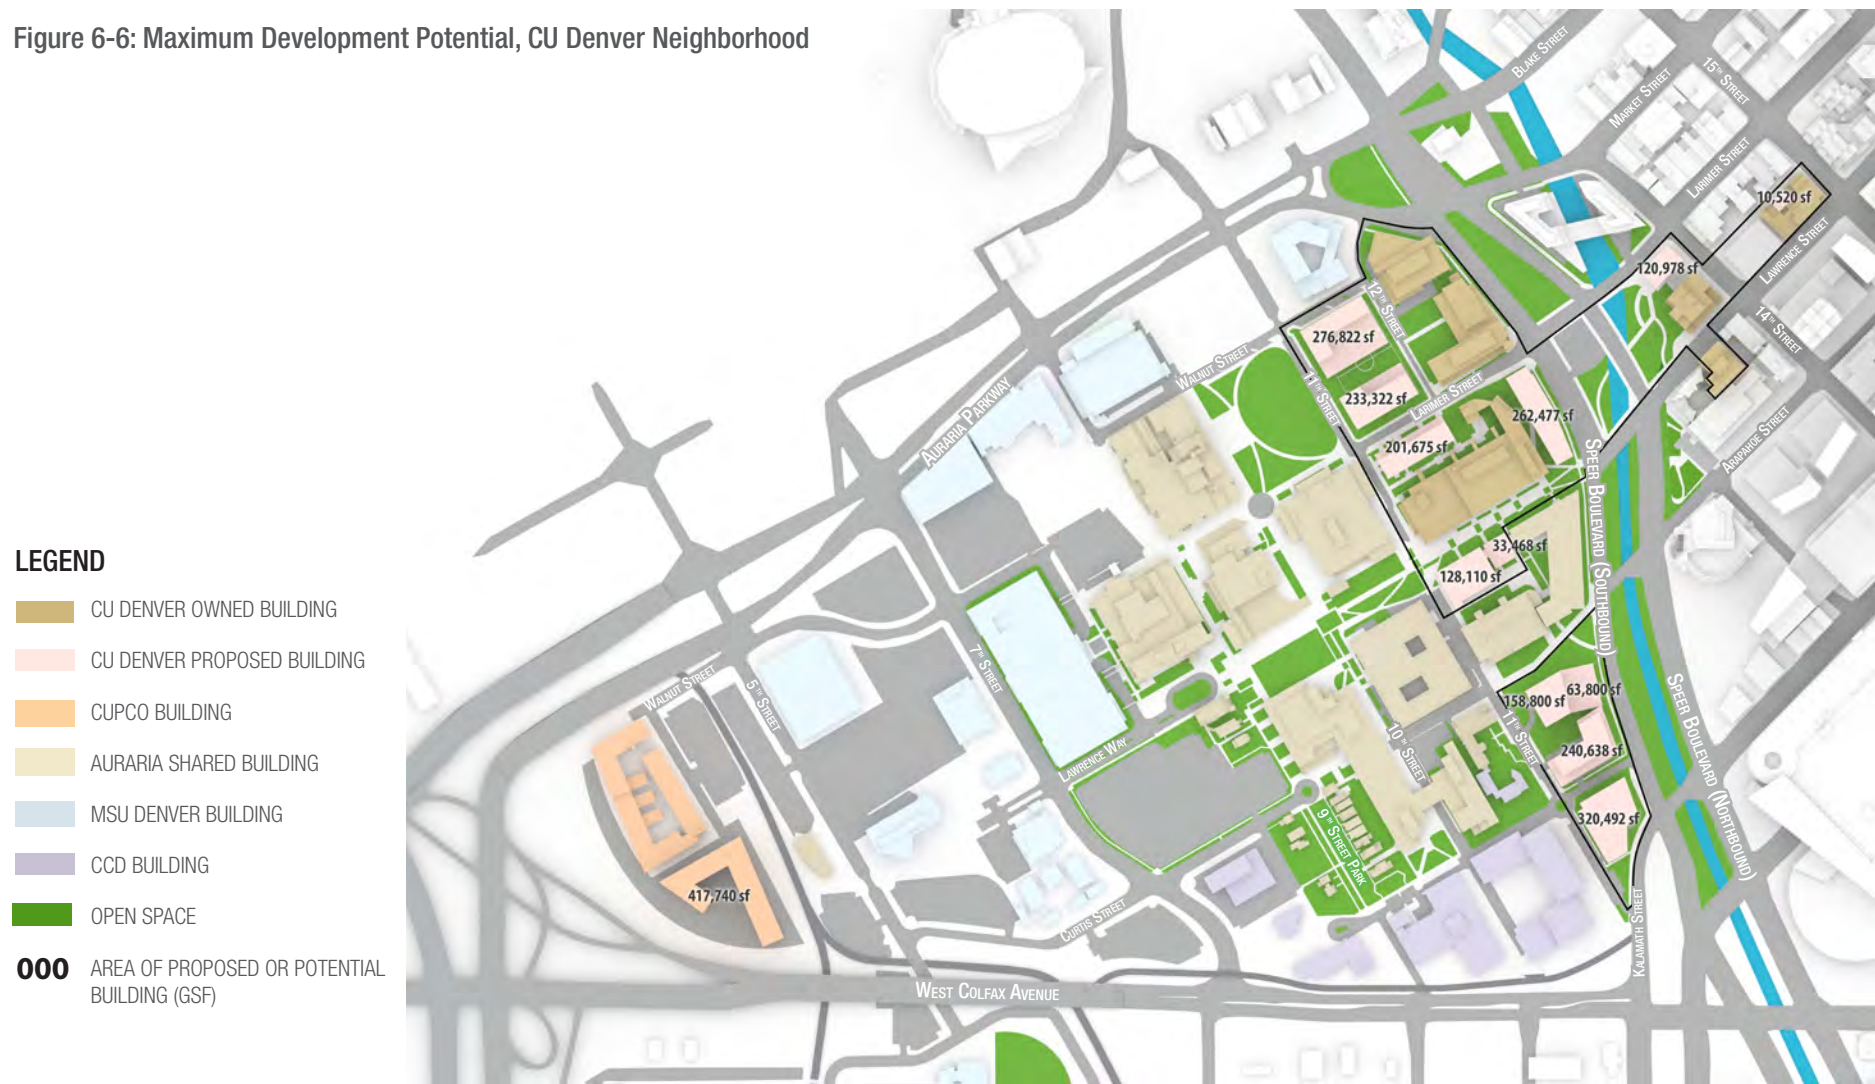 Figure 6-6: Maximum Development Potential, CU Denver Neighborhood
BLAKE STREET
15TH STREET
MARKET STREET
LARIMER STREET
10,520 sf
LAWRENCE STREET
120,978 sf
14TH STREET
12TH STREET
276,822 sf
WALNUT STREET
11TH STREET
233,322 sf
LARIMER STREET
262,477 sf
201,675 sf
AURARIA PARKWAY
ARAPAHOE STREET
SPEER BOULEVARD (SOUTHBOUND)
33,468 sf
128,110 sf
LEGEND
CU DENVER OWNED BUILDING
CU DENVER PROPOSED BUILDING
CUPCO BUILDING
AURARIA SHARED BUILDING
MSU DENVER BUILDING
CCD BUILDING
OPEN SPACE
000 AREA OF PROPOSED OR POTENTIAL
BUILDING (GSF)
7TH STREET
WALNUT STREET
5TH STREET
63,800 sf
158,800 sf
11TH STREET
SPEER BOULEVARD (NORTHBOUND)
10TH STREET
LAWRENCE WAY
240,638 sf
320,492 sf
9TH STREET PARK
417,740 sf
CURTIS STREET
KALAMATH STREET
WEST COLFAX AVENUE